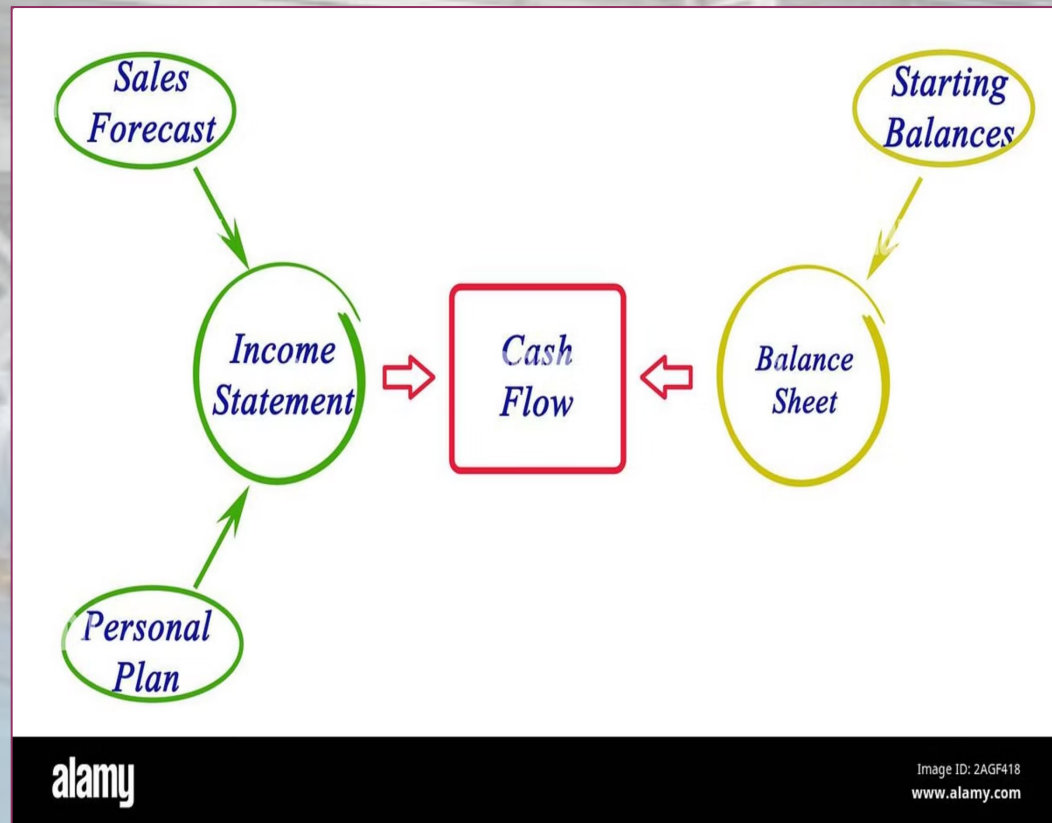 Sales
Forecast
Starting
Balances
Income
Statement
Cash
Flow
Balance
Sheet
Personal
Plan
alamy
Image ID: 2AGF418
www.alamy.com